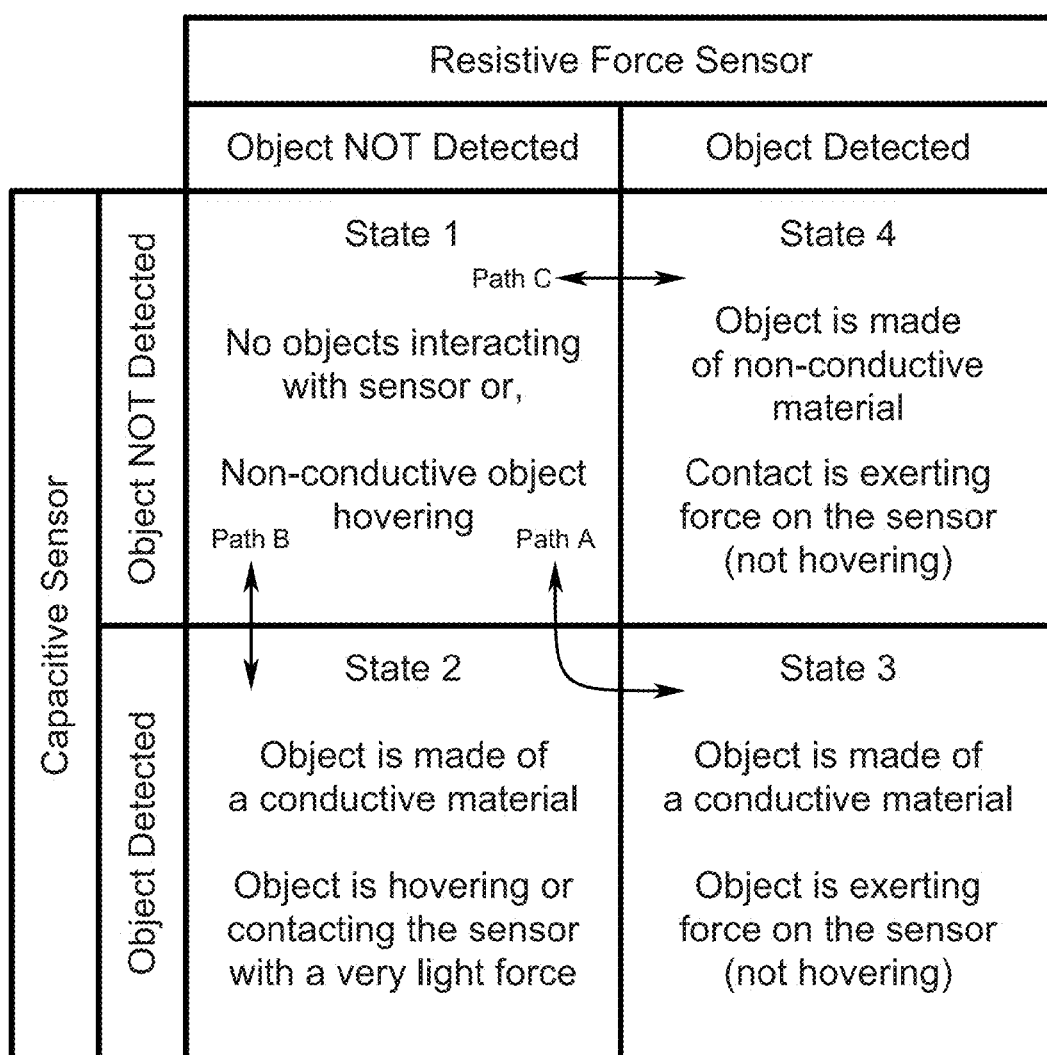 Resistive Force Sensor
Object NOT Detected
Object Detected
Capacitive Sensor
Object NOT Detected
State 1
Path C
No objects interacting
with sensor or,
Non-conductive object
hovering
Path B
Path A
State 4
Object is made
of non-conductive
material
Contact is exerting
force on the sensor
(not hovering)
Object Detected
State 2
Object is made of
a conductive material
Object is hovering or
contacting the sensor
with a very light force
State 3
Object is made of
a conductive material
Object is exerting
force on the sensor
(not hovering)